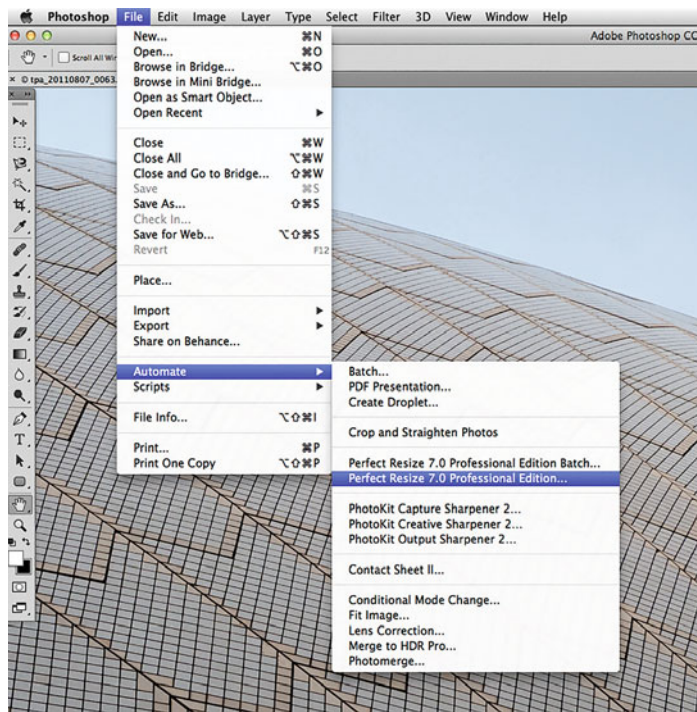 Photoshop File Edit Image Layer Type Select Filter 3D View Window Help
Adobe Photoshop CC
Scroll All Wi
× © tpa_20110807_0063.
New... ⌘N
Open... ⌘O
Browse in Bridge... ⌥⌘O
Browse in Mini Bridge...
Open as Smart Object...
Open Recent ▶
Close ⌘W
Close All ⌥⌘W
Close and Go to Bridge... ⇧⌘W
Save ⌘S
Save As... ⇧⌘S
Check In...
Save for Web... ⌥⇧⌘S
Revert F12
Place...
Import ▶
Export ▶
Share on Behance...
Automate ▶
Scripts ▶
File Info... ⌥⇧⌘I
Print... ⌘P
Print One Copy ⌥⇧⌘P
Batch...
PDF Presentation...
Create Droplet...
Crop and Straighten Photos
Perfect Resize 7.0 Professional Edition Batch...
Perfect Resize 7.0 Professional Edition...
PhotoKit Capture Sharpener 2...
PhotoKit Creative Sharpener 2...
PhotoKit Output Sharpener 2...
Contact Sheet II...
Conditional Mode Change...
Fit Image...
Lens Correction...
Merge to HDR Pro...
Photomerge...